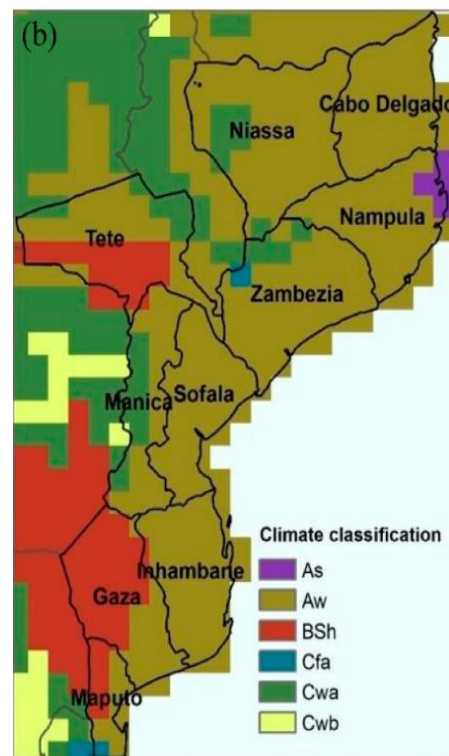 (b)
Cabo Delgado
Niassa
Nampula
Tete
Zambezia
Manica
Sofala
Climate classification
As
Aw
BSh
Cfa
Cwa
Cwb
Inhambane
Gaza
Maputo